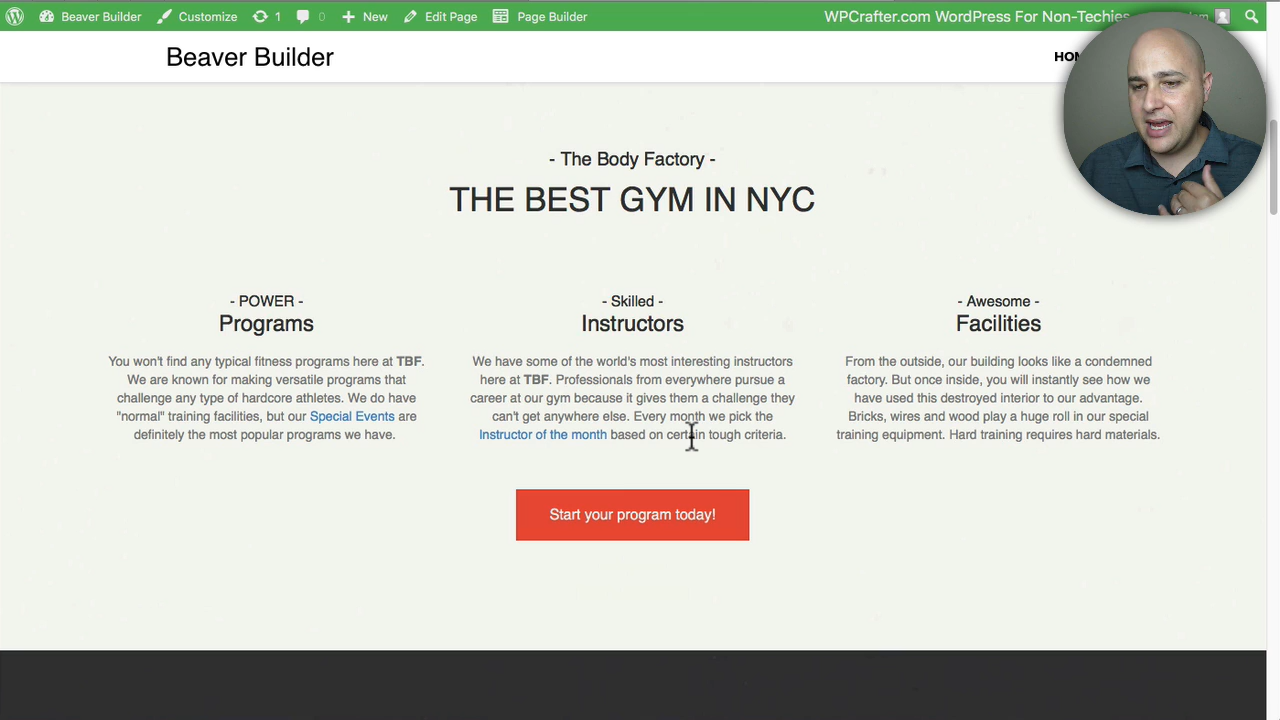 Beaver Builder Customize 1 0 New Edit Page Page Builder WPCrafter.com WordPress For Non-Techies
Beaver Builder
- The Body Factory -
THE BEST GYM IN NYC
- POWER -
Programs
You won't find any typical fitness programs here at TBF.
We are known for making versatile programs that
challenge any type of hardcore athletes. We do have
"normal" training facilities, but our Special Events are
definitely the most popular programs we have.
- Skilled -
Instructors
We have some of the world's most interesting instructors
here at TBF. Professionals from everywhere pursue a
career at our gym because it gives them a challenge they
can't get anywhere else. Every month we pick the
Instructor of the month based on certain tough criteria.
- Awesome -
Facilities
From the outside, our building looks like a condemned
factory. But once inside, you will instantly see how we
have used this destroyed interior to our advantage.
Bricks, wires and wood play a huge roll in our special
training equipment. Hard training requires hard materials.
Start your program today!